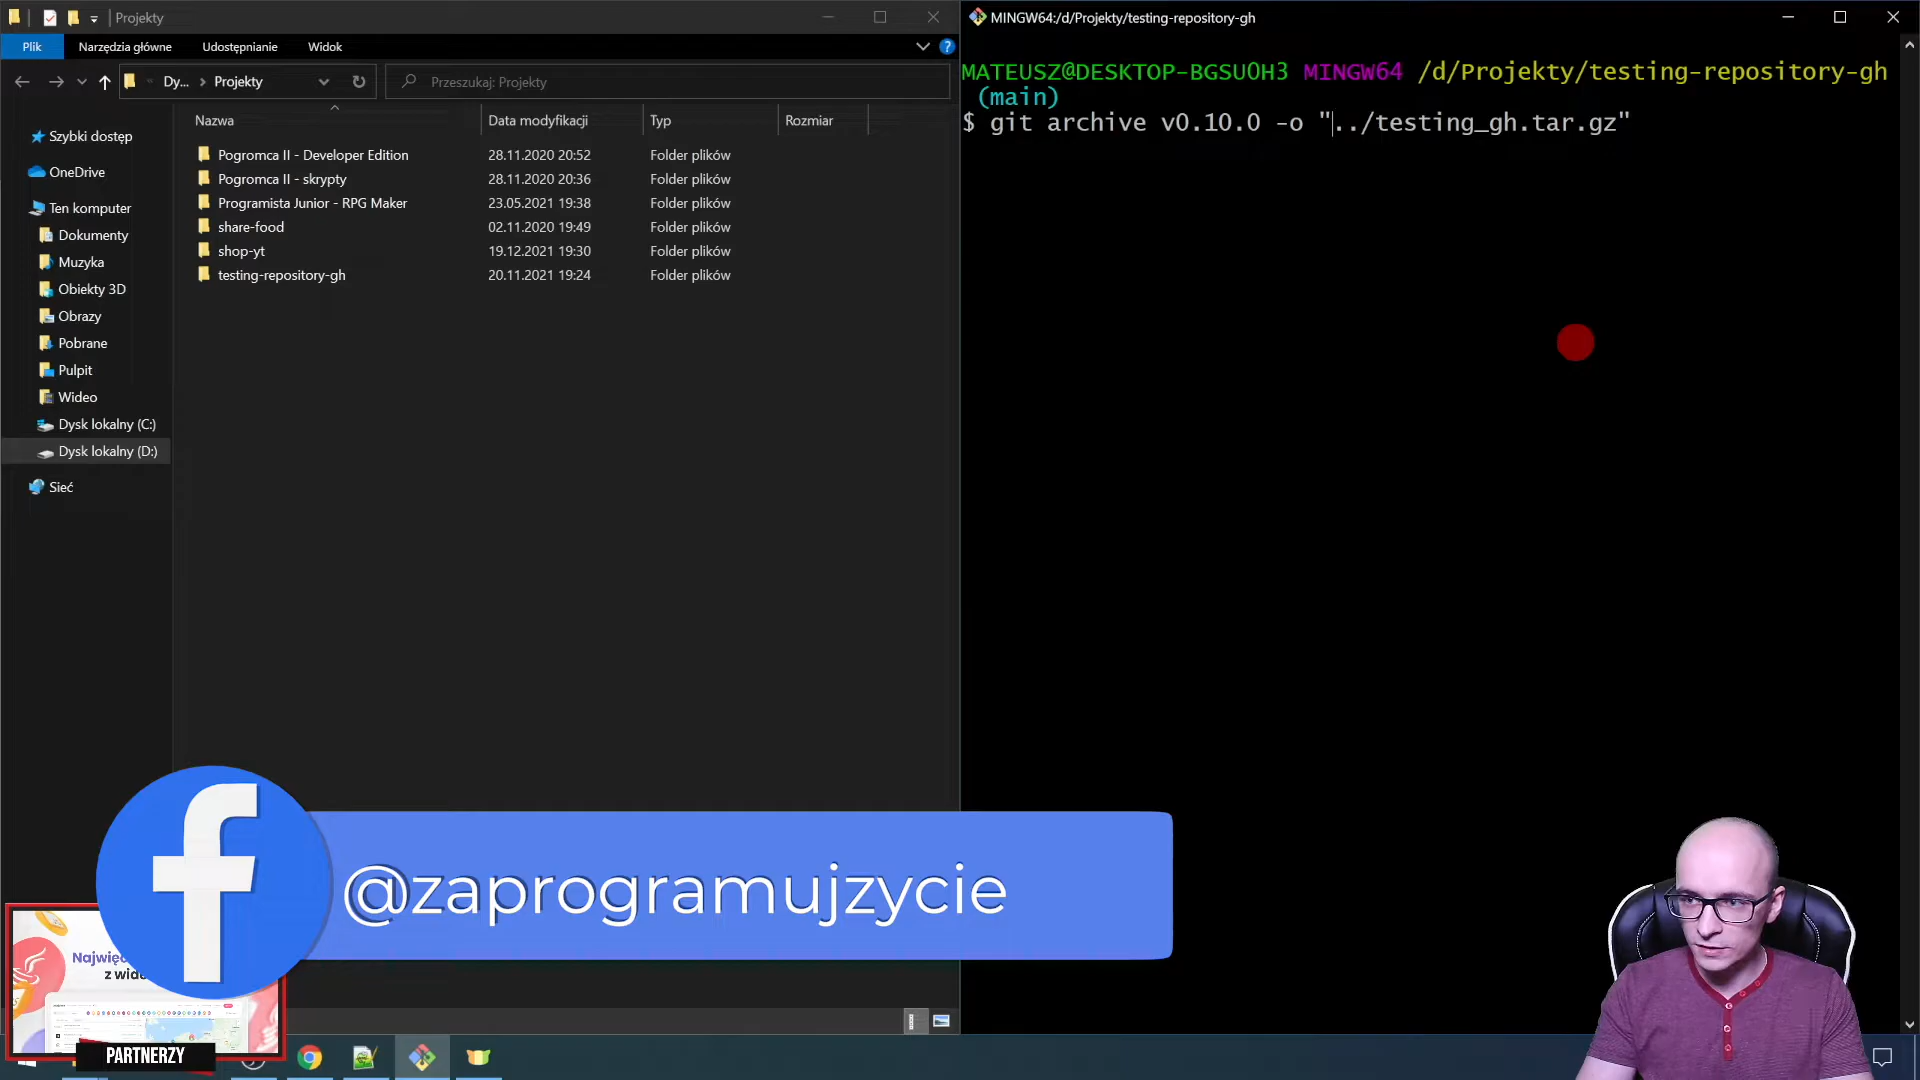 Projekty
Plik Narzędzia główne Udostępnianie Widok
Dy... Projekty
Przeszukaj: Projekty
Nazwa Data modyfikacji Typ Rozmiar
Szybki dostęp
OneDrive
Ten komputer
Dokumenty
Muzyka
Obiekty 3D
Obrazy
Pobrane
Pulpit
Wideo
Dysk lokalny (C:)
Dysk lokalny (D:)
Sieć
Pogromca II - Developer Edition 28.11.2020 20:52 Folder plików
Pogromca II - skrypty 28.11.2020 20:36 Folder plików
Programista Junior - RPG Maker 23.05.2021 19:38 Folder plików
share-food 02.11.2020 19:49 Folder plików
shop-yt 19.12.2021 19:30 Folder plików
testing-repository-gh 20.11.2021 19:24 Folder plików
MINGW64:/d/Projekty/testing-repository-gh
MATEUSZ@DESKTOP-BGSU0H3 MINGW64 /d/Projekty/testing-repository-gh
(main)
$ git archive v0.10.0 -o "../testing_gh.tar.gz"
@zaprogramujzycie
PARTNERZY